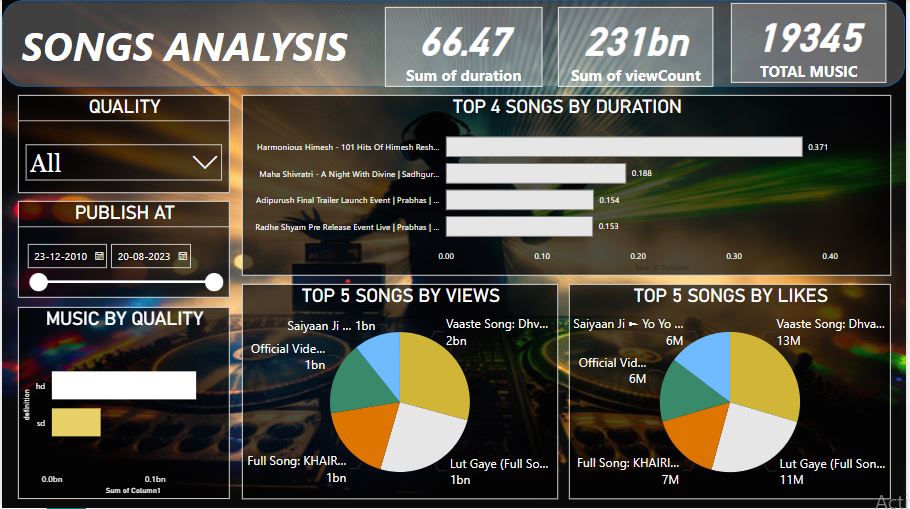 SONGS ANALYSIS
66.47
Sum of duration
231bn
Sum of viewCount
19345
TOTAL MUSIC
QUALITY
All
PUBLISH AT
23-12-2010
20-08-2023
MUSIC BY QUALITY
definition
hd
sd
0.0bn
0.1bn
Sum of Column1
TOP 4 SONGS BY DURATION
Harmonious Himesh - 101 Hits Of Himesh Resh...
0.371
Maha Shivratri - A Night With Divine | Sadhgur...
0.188
Adipurush Final Trailer Launch Event | Prabhas | ...
0.154
Radhe Shyam Pre Release Event Live | Prabhas | ...
0.153
0.00
0.10
0.20
0.30
0.40
Sum of duration
TOP 5 SONGS BY VIEWS
Saiyaan Ji ... 1bn
Official Vide...
1bn
Full Song: KHAIR...
1bn
Vaaste Song: Dhv...
2bn
Lut Gaye (Full So...
1bn
TOP 5 SONGS BY LIKES
Saiyaan Ji ► Yo Yo ...
6M
Official Vid...
6M
Full Song: KHAIRI...
7M
Vaaste Song: Dhva...
13M
Lut Gaye (Full So...
11M
Acti